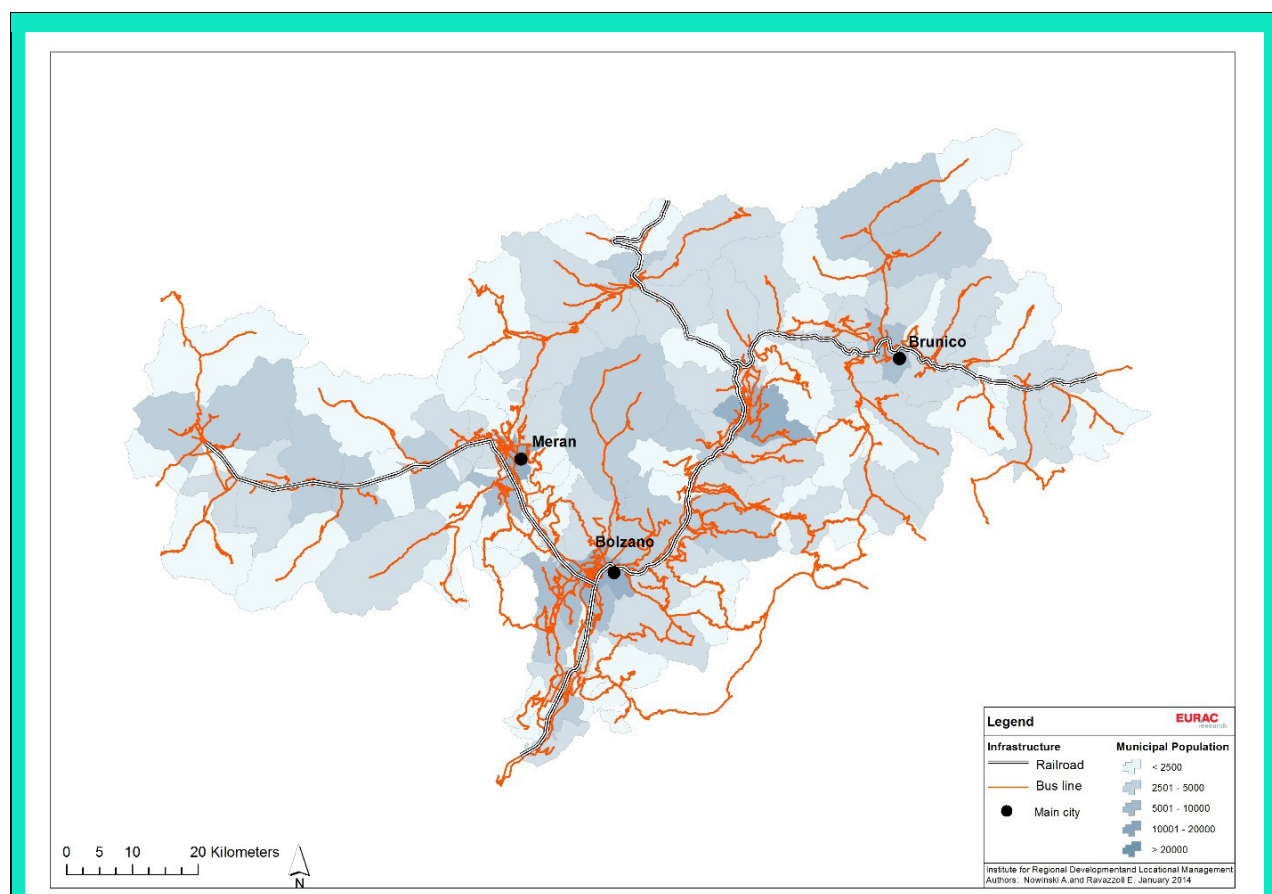 Brunico
Meran
Bolzano
Legend
EURAC
research
Infrastructure
Railroad
Bus line
Main city
Municipal Population
< 2500
2501 - 5000
5001 - 10000
10001 - 20000
> 20000
0 5 10 20 Kilometers
N
Institute for Regional Developmentand Locational Management
Authors: Nowinski A.and Ravazzoli E. January 2014